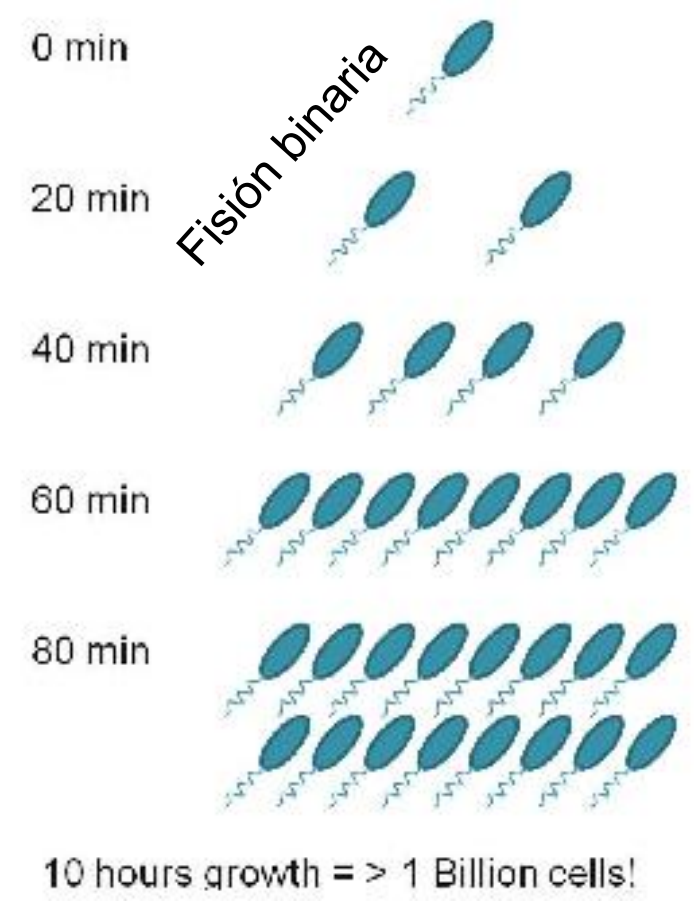 0 min
Fisión binaria
20 min
40 min
60 min
80 min
10 hours growth = > 1 Billion cells!